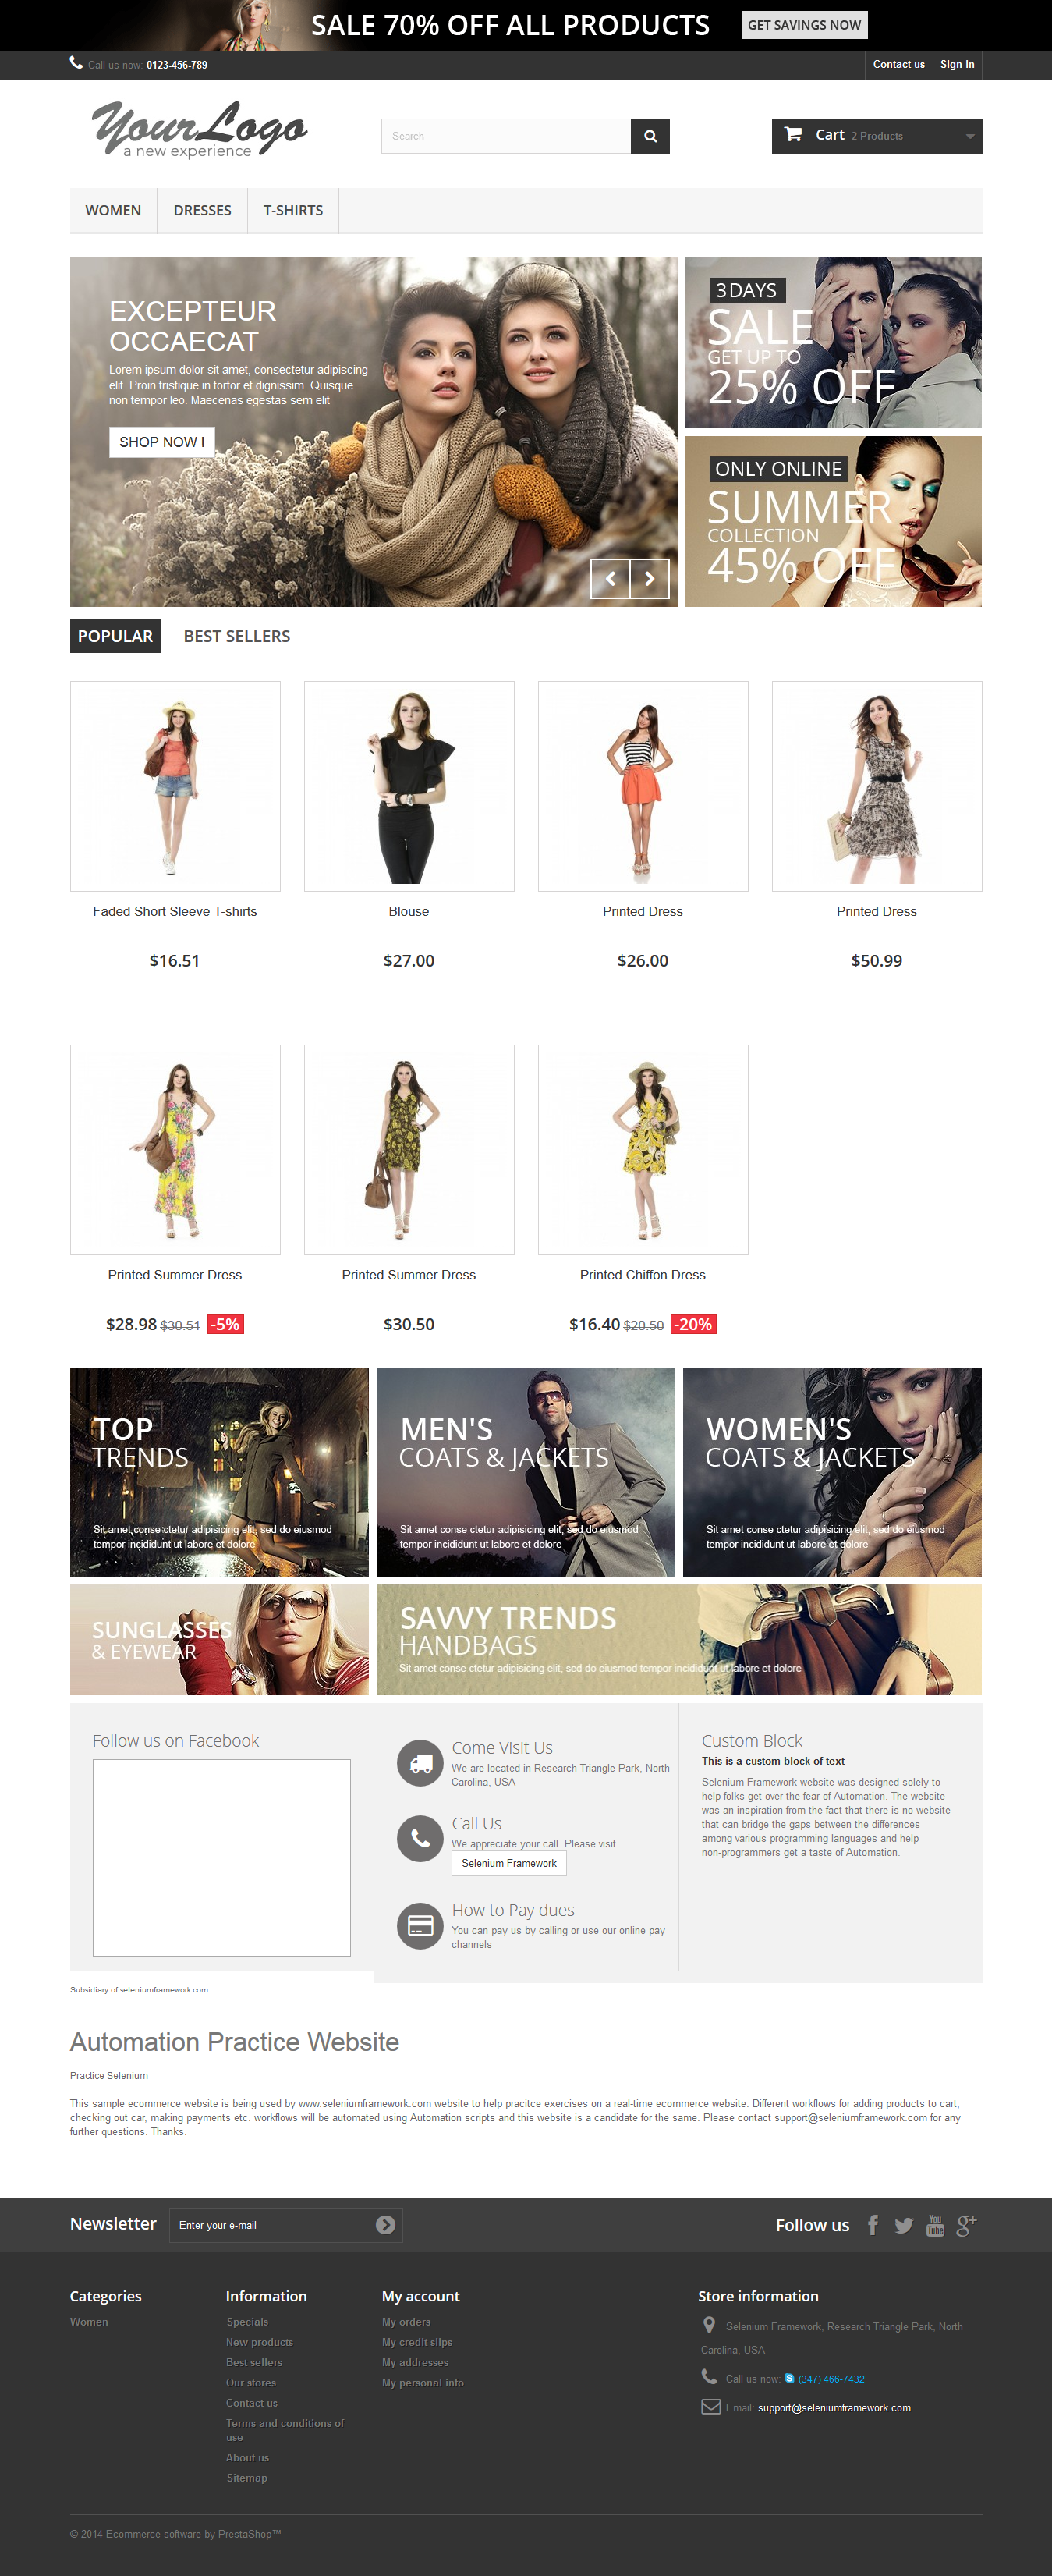 SALE 70% OFF ALL PRODUCTS
GET SAVINGS NOW
Call us now: 0123-456-789
Contact us
Sign in
YourLogo
a new experience
Search
Cart 2 Products
WOMEN
DRESSES
T-SHIRTS
EXCEPTEUR
OCCAECAT
Lorem ipsum dolor sit amet, consectetur adipiscing
elit. Proin tristique in tortor et dignissim. Quisque
non tempor leo. Maecenas egestas sem elit
SHOP NOW !
3DAYS
SALE
GET UP TO
25% OFF
ONLY ONLINE
SUMMER
COLLECTION
45% OFF
POPULAR
BEST SELLERS
Faded Short Sleeve T-shirts
Blouse
Printed Dress
Printed Dress
$16.51
$27.00
$26.00
$50.99
Printed Summer Dress
Printed Summer Dress
Printed Chiffon Dress
$28.98 $30.51 -5%
$30.50
$16.40 $20.50 -20%
TOP
TRENDS
Sit amet conse ctetur adipisicing elit, sed do eiusmod
tempor incididunt ut labore et dolore
MEN'S
COATS & JACKETS
Sit amet conse ctetur adipisicing elit, sed do eiusmod
tempor incididunt ut labore et dolore
WOMEN'S
COATS & JACKETS
Sit amet conse ctetur adipisicing elit, sed do eiusmod
tempor incididunt ut labore et dolore
SUNGLASSES
& EYEWEAR
SAVVY TRENDS
HANDBAGS
Sit amet conse ctetur adipisicing elit, sed do eiusmod tempor incididunt ut labore et dolore
Follow us on Facebook
Come Visit Us
We are located in Research Triangle Park, North
Carolina, USA
Call Us
We appreciate your call. Please visit
Selenium Framework
How to Pay dues
You can pay us by calling or use our online pay
channels
Custom Block
This is a custom block of text
Selenium Framework website was designed solely to
help folks get over the fear of Automation. The website
was an inspiration from the fact that there is no website
that can bridge the gaps between the differences
among various programming languages and help
non-programmers get a taste of Automation.
Subsidiary of seleniumframework.com
Automation Practice Website
Practice Selenium
This sample ecommerce website is being used by www.seleniumframework.com website to help pracitce exercises on a real-time ecommerce website. Different workflows for adding products to cart,
checking out car, making payments etc. workflows will be automated using Automation scripts and this website is a candidate for the same. Please contact support@seleniumframework.com for any
further questions. Thanks.
Newsletter
Enter your e-mail
Follow us
You
Tube
g+
Categories
Women
Information
Specials
New products
Best sellers
Our stores
Contact us
Terms and conditions of
use
About us
Sitemap
My account
My orders
My credit slips
My addresses
My personal info
Store information
Selenium Framework, Research Triangle Park, North
Carolina, USA
Call us now: (347) 466-7432
Email: support@seleniumframework.com
© 2014 Ecommerce software by PrestaShop™